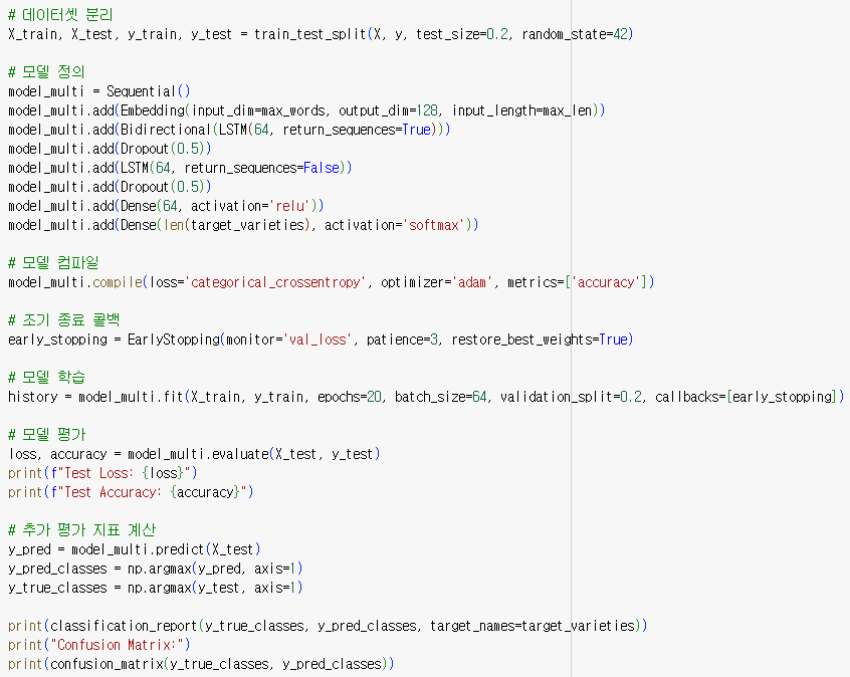 # 데이터셋 분리
X_train, X_test, y_train, y_test = train_test_split(X, y, test_size=0.2, random_state=42)
# 모델 정의
model_multi = Sequential()
model_multi.add(Embedding(input_dim=max_words, output_dim=128, input_length=max_len))
model_multi.add(Bidirectional(LSTM(64, return_sequences=True)))
model_multi.add(Dropout(0.5))
model_multi.add(LSTM(64, return_sequences=False))
model_multi.add(Dropout(0.5))
model_multi.add(Dense(64, activation='relu'))
model_multi.add(Dense(len(target_varieties), activation='softmax'))
# 모델 컴파일
model_multi.compile(loss='categorical_crossentropy', optimizer='adam', metrics=['accuracy'])
# 조기 종료 콜백
early_stopping = EarlyStopping(monitor='val_loss', patience=3, restore_best_weights=True)
# 모델 학습
history = model_multi.fit(X_train, y_train, epochs=20, batch_size=64, validation_split=0.2, callbacks=[early_stopping])
# 모델 평가
loss, accuracy = model_multi.evaluate(X_test, y_test)
print(f"Test Loss: {loss}")
print(f"Test Accuracy: {accuracy}")
# 추가 평가 지표 계산
y_pred = model_multi.predict(X_test)
y_pred_classes = np.argmax(y_pred, axis=1)
y_true_classes = np.argmax(y_test, axis=1)
print(classification_report(y_true_classes, y_pred_classes, target_names=target_varieties))
print("Confusion Matrix:")
print(confusion_matrix(y_true_classes, y_pred_classes))